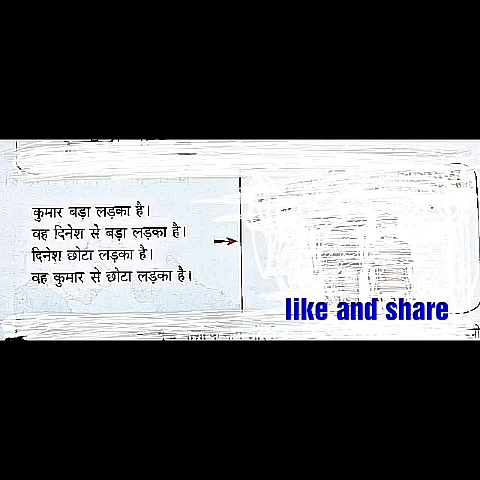 कुमार बड़ा लड़का है।
वह दिनेश से बड़ा लड़का है।
दिनेश छोटा लड़का है।
वह कुमार से छोटा लड़का है।
like and share